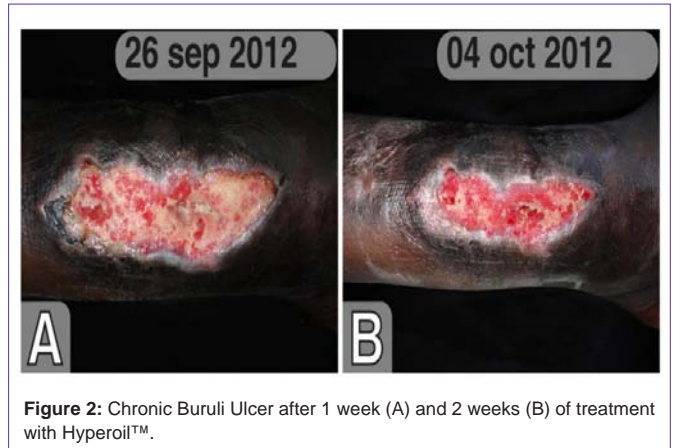 26 sep 2012
04 oct 2012
A
B
Figure 2: Chronic Buruli Ulcer after 1 week (A) and 2 weeks (B) of treatment
with Hyperoil™.